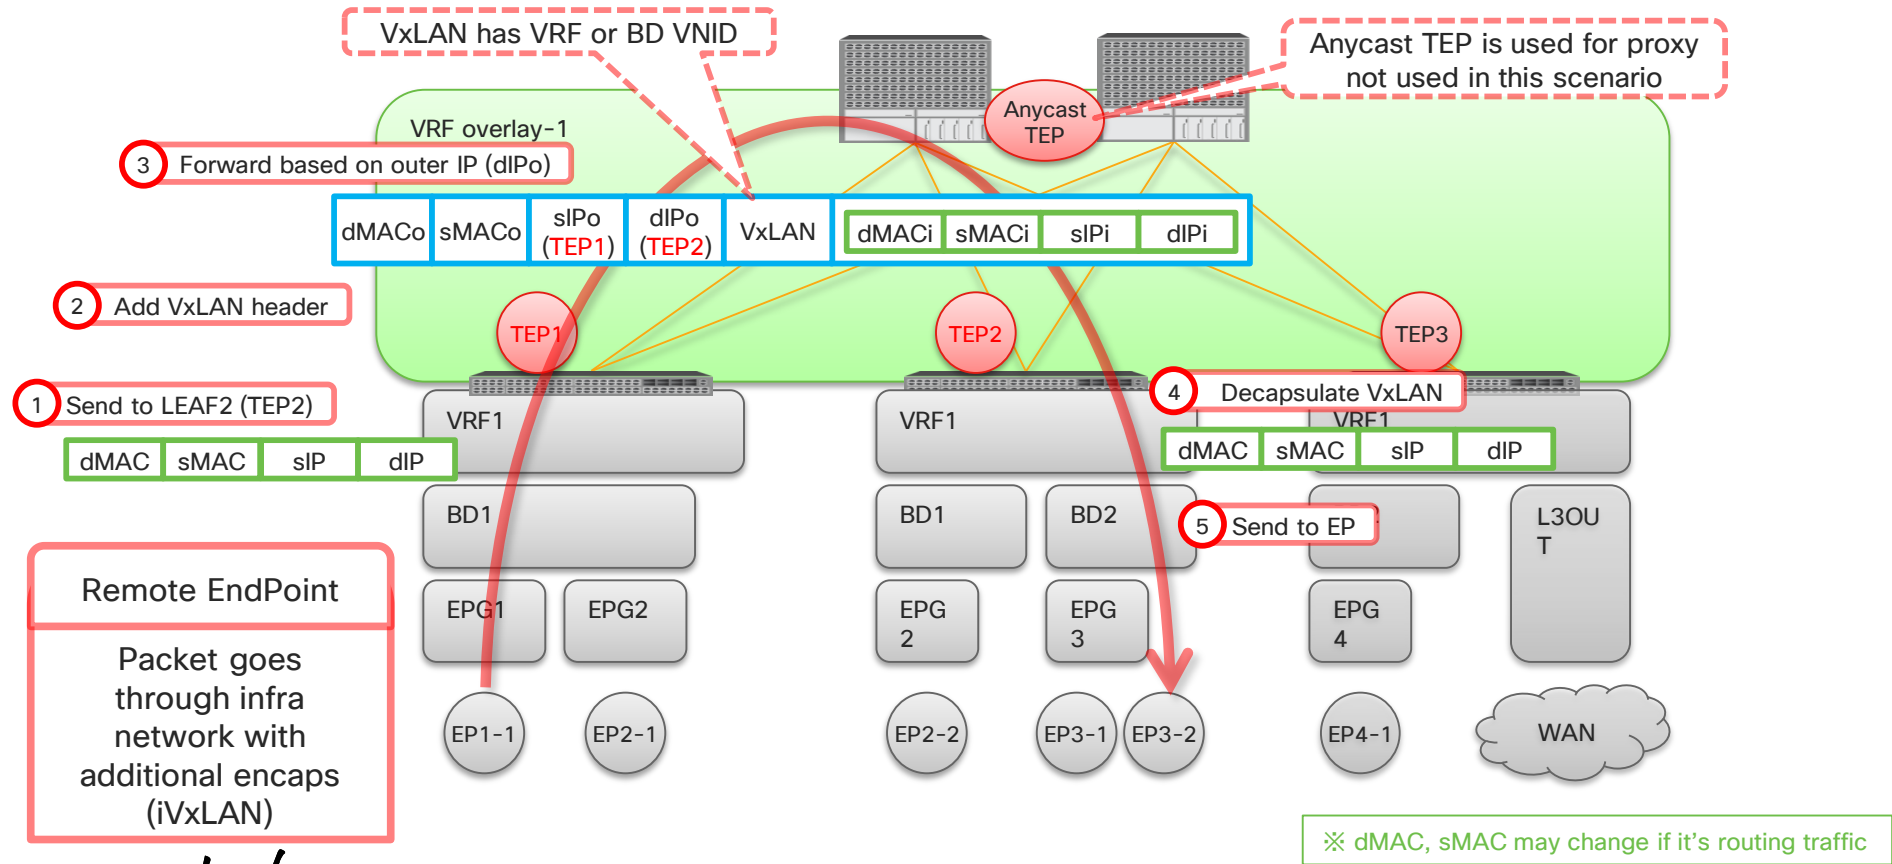 VxLAN has VRF or BD VNID
Anycast TEP is used for proxy
not used in this scenario
Anycast
TEP
VRF overlay-1
3 Forward based on outer IP (dIPo)
dMACo sMACo sIPo (TEP1) dIPo (TEP2) VxLAN dMACi sMACi sIPi dIPi
2 Add VxLAN header
TEP1
TEP2
TEP3
1 Send to LEAF2 (TEP2)
4 Decapsulate VxLAN
VRF1
VRF1
VRF1
dMAC sMAC sIP dIP
dMAC sMAC sIP dIP
BD1
BD1
BD2
5 Send to EP
L3OU
T
EPG1
EPG2
EPG
2
EPG
3
EPG
4
EP1-1
EP2-1
EP2-2
EP3-1
EP3-2
EP4-1
WAN
Remote EndPoint
Packet goes
through infra
network with
additional encaps
(iVxLAN)
※ dMAC, sMAC may change if it's routing traffic